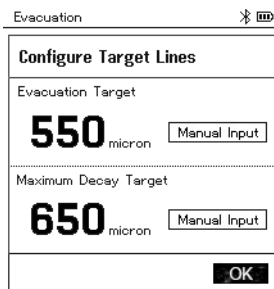 Evacuation
Configure Target Lines
Evacuation Target
550 micron Manual Input
Maximum Decay Target
650 micron Manual Input
OK